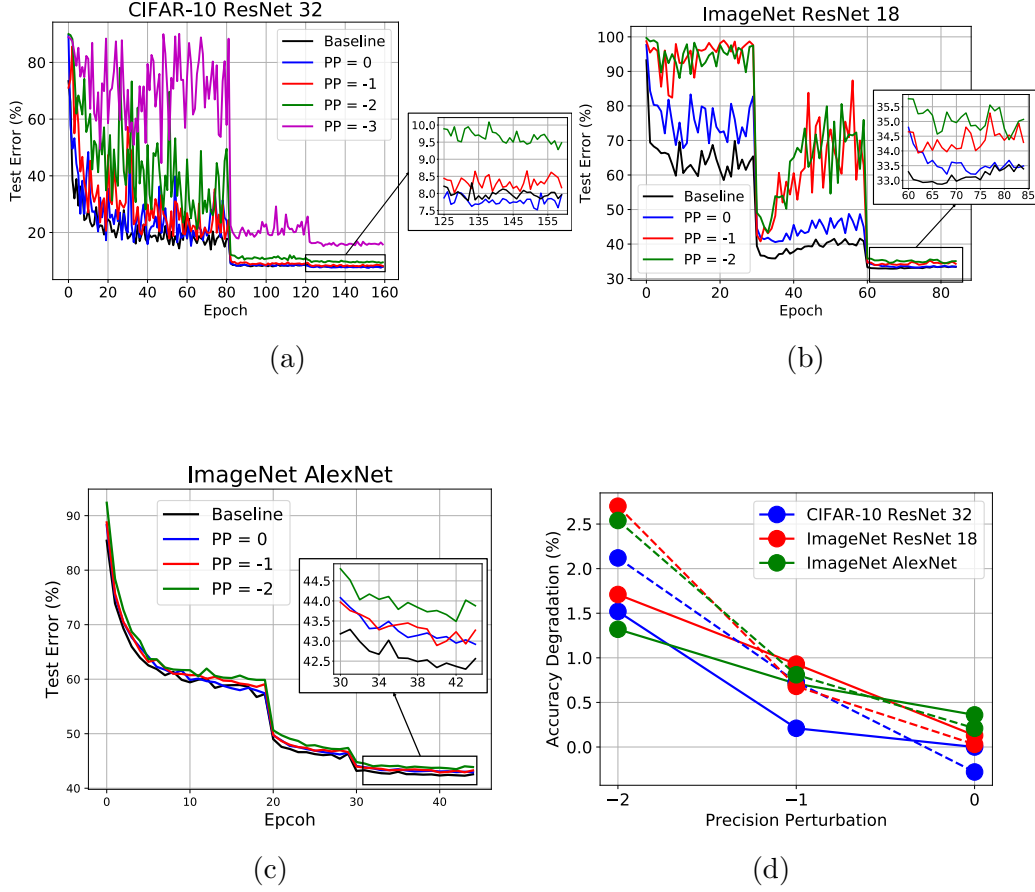 CIFAR-10 ResNet 32
Test Error (%)
80
60
40
20
0 20 40 60 80 100 120 140 160
Epoch
Baseline
PP = 0
PP = -1
PP = -2
PP = -3
10.0
9.5
9.0
8.5
8.0
7.5
125 135 145 155
(a)
ImageNet ResNet 18
Test Error (%)
100
90
80
70
60
50
40
30
0 20 40 60 80
Epoch
Baseline
PP = 0
PP = -1
PP = -2
35.5
35.0
34.5
34.0
33.5
33.0
60 65 70 75 80 85
(b)
ImageNet AlexNet
Test Error (%)
90
80
70
60
50
40
0 10 20 30 40
Epcoh
Baseline
PP = 0
PP = -1
PP = -2
44.5
44.0
43.5
43.0
42.5
30 34 38 42
(c)
Accuracy Degradation (%)
2.5
2.0
1.5
1.0
0.5
0.0
−2 −1 0
Precision Perturbation
CIFAR-10 ResNet 32
ImageNet ResNet 18
ImageNet AlexNet
(d)